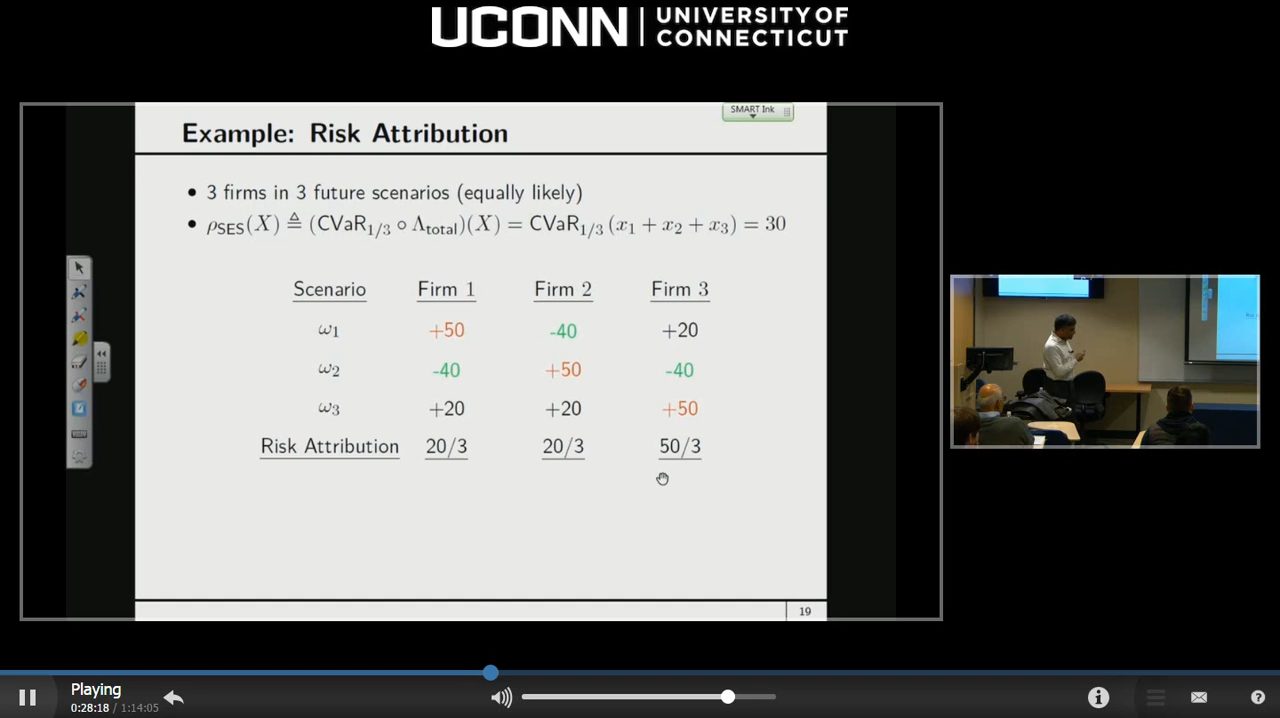 UCONN | UNIVERSITY OF
CONNECTICUT
SMART Ink
Example: Risk Attribution
• 3 firms in 3 future scenarios (equally likely)
• ρSES(X) ≜ (CVaR1/3 ∘ Λtotal)(X) = CVaR1/3 (x1 + x2 + x3) = 30
Scenario Firm 1 Firm 2 Firm 3
ω1 +50 -40 +20
ω2 -40 +50 -40
ω3 +20 +20 +50
Risk Attribution 20/3 20/3 50/3
19
Playing
0:28:18 / 1:14:05